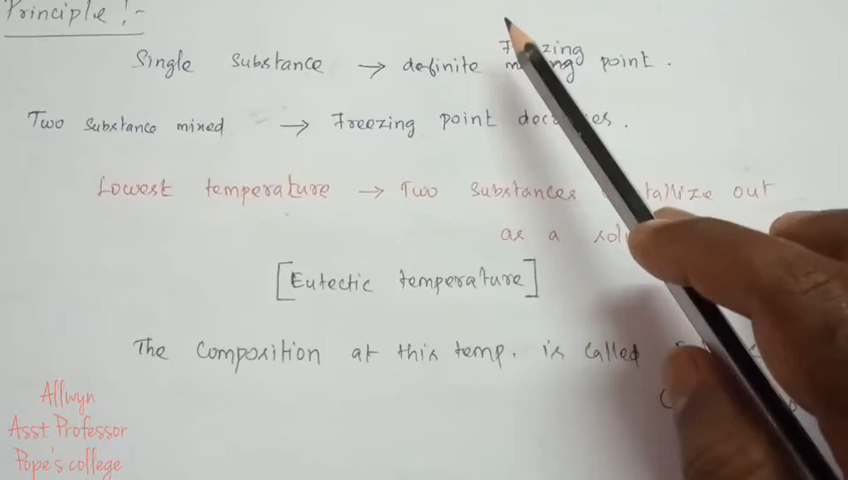 Principle :-
Freezing
Single substance → definite point.
Two substance mixed → Freezing point
Lowest temperature → Two substances out
as a
[Eutectic temperature]
The composition at this temp. is called
Allwyn
Asst Professor
Pope's college